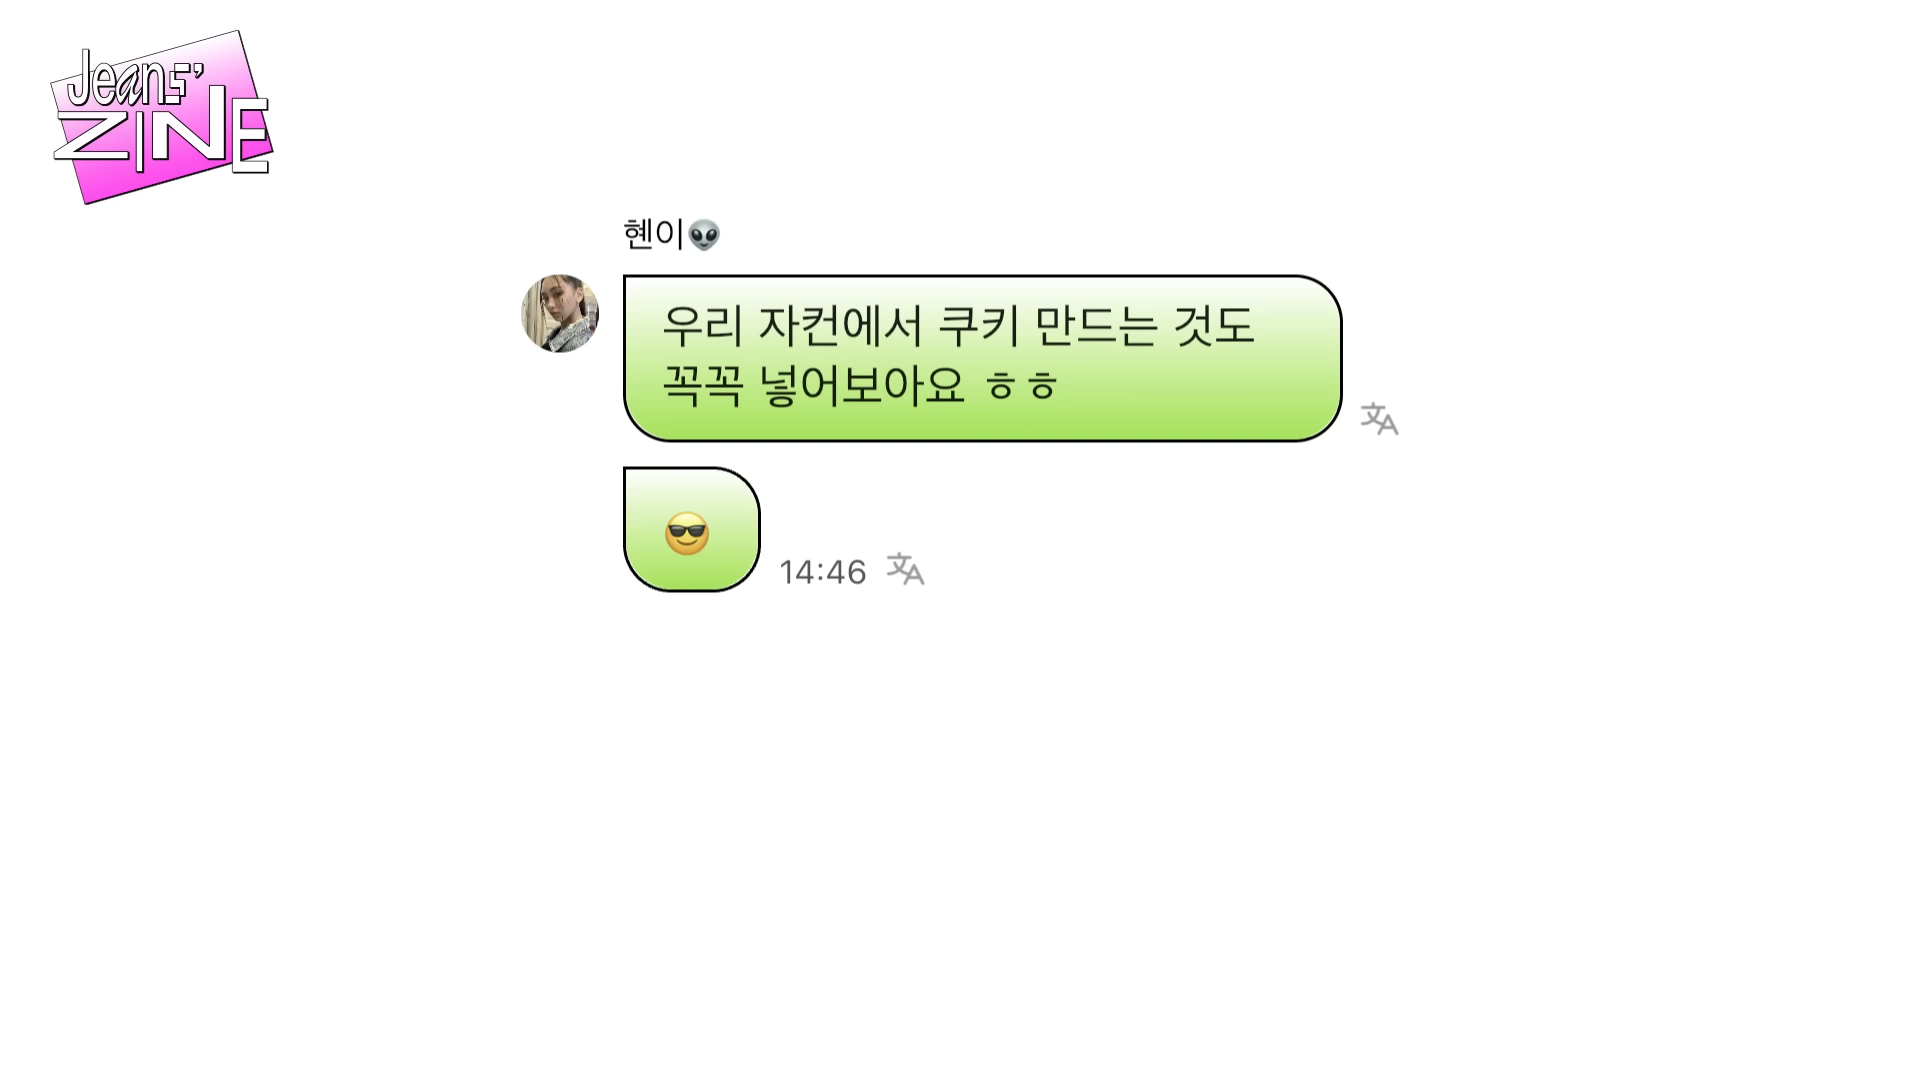 Jeans'
ZINE
혠이👽
우리 자컨에서 쿠키 만드는 것도
꼭꼭 넣어보아요 ㅎㅎ
😎
14:46